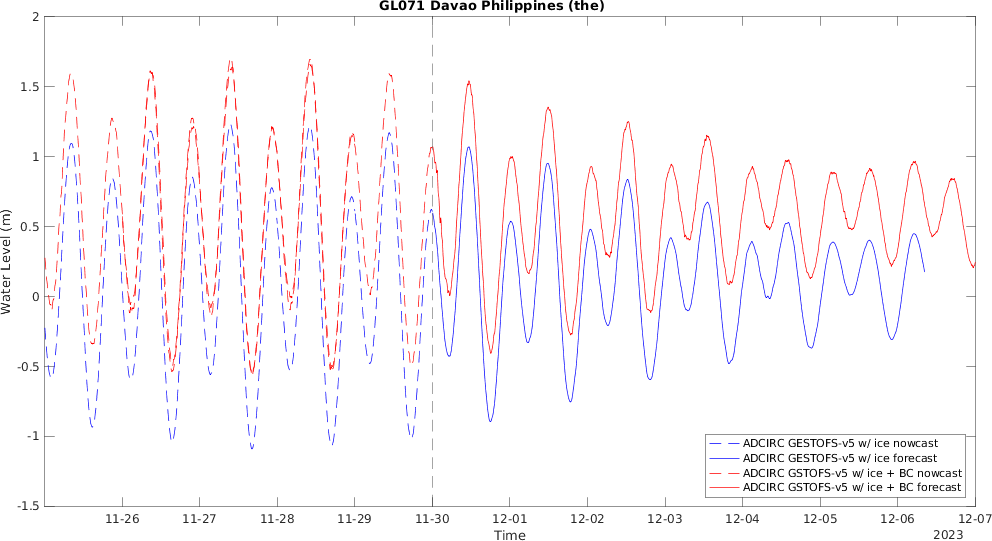 GL071 Davao Philippines (the)
2
1.5
1
0.5
0
-0.5
-1
-1.5
Water Level (m)
ADCIRC GESTOFS-v5 w/ ice nowcast
ADCIRC GESTOFS-v5 w/ ice forecast
ADCIRC GSTOFS-v5 w/ ice + BC nowcast
ADCIRC GSTOFS-v5 w/ ice + BC forecast
11-26 11-27 11-28 11-29 11-30 12-01 12-02 12-03 12-04 12-05 12-06 12-07
Time
2023